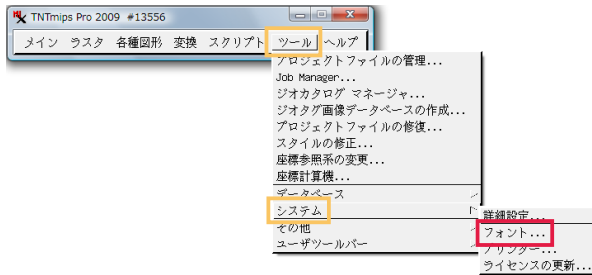 TNTmips Pro 2009 #13556
メイン ラスタ 各種図形 変換 スクリプト ツール ヘルプ
プロジェクトファイルの管理...
Job Manager...
ジオカタログ マネージャ...
ジオタグ画像データベースの作成...
プロジェクトファイルの修復...
スタイルの修正...
座標参照系の変更...
座標計算機...
データベース
システム
その他
ユーザツールバー
詳細設定...
フォント...
プリンター...
ライセンスの更新...